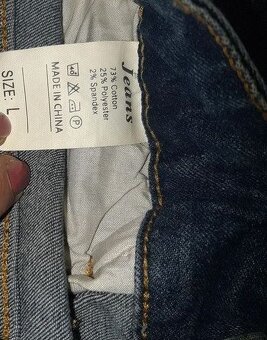 Jeans
73% Cotton
25% Polyester
2% Spandex
MADE IN CHINA
SIZE: L